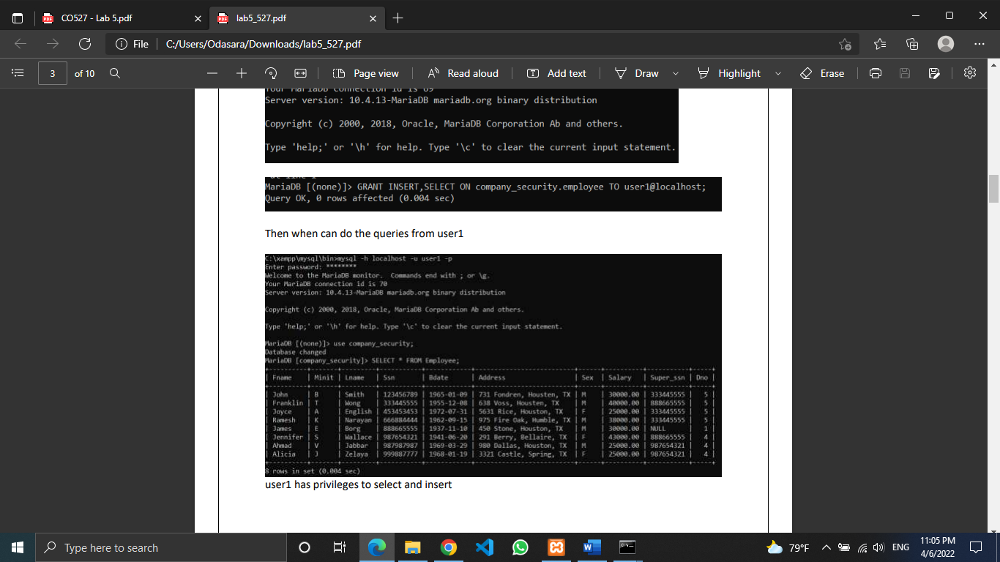 CO527 - Lab 5.pdf
lab5_527.pdf
File
C:/Users/Odasara/Downloads/lab5_527.pdf
3 of 10
Page view
Read aloud
Add text
Draw
Highlight
Erase
Your MariaDB connection id is 69
Server version: 10.4.13-MariaDB mariadb.org binary distribution
Copyright (c) 2000, 2018, Oracle, MariaDB Corporation Ab and others.
Type 'help;' or '\h' for help. Type '\c' to clear the current input statement.
at line 1
MariaDB [(none)]> GRANT INSERT,SELECT ON company_security.employee TO user1@localhost;
Query OK, 0 rows affected (0.004 sec)
Then when can do the queries from user1
C:\xampp\mysql\bin>mysql -h localhost -u user1 -p
Enter password: ********
Welcome to the MariaDB monitor.  Commands end with ; or \g.
Your MariaDB connection id is 70
Server version: 10.4.13-MariaDB mariadb.org binary distribution
Copyright (c) 2000, 2018, Oracle, MariaDB Corporation Ab and others.
Type 'help;' or '\h' for help. Type '\c' to clear the current input statement.
MariaDB [(none)]> use company_security;
Database changed
MariaDB [company_security]> SELECT * FROM Employee;
| Fname | Minit | Lname | Ssn | Bdate | Address | Sex | Salary | Super_ssn | Dno |
| John | B | Smith | 123456789 | 1965-01-09 | 731 Fondren, Housten, TX | M | 30000.00 | 333445555 | 5 |
| Franklin | T | Wong | 333445555 | 1955-12-08 | 638 Voss, Housten, TX | M | 40000.00 | 888665555 | 5 |
| Joyce | A | English | 453453453 | 1972-07-31 | 5631 Rice, Houston, TX | F | 25000.00 | 333445555 | 5 |
| Ramesh | K | Narayan | 666884444 | 1962-09-15 | 975 Fire Oak, Humble, TX | M | 38000.00 | 333445555 | 5 |
| James | E | Borg | 888665555 | 1937-11-10 | 450 Stone, Houston, TX | M | 30000.00 | NULL | 1 |
| Jennifer | S | Wallace | 987654321 | 1941-06-20 | 291 Berry, Bellaire, TX | F | 43000.00 | 888665555 | 4 |
| Ahmad | V | Jabbar | 987987987 | 1969-03-29 | 980 Dallas, Houston, TX | M | 25000.00 | 987654321 | 4 |
| Alicia | J | Zelaya | 999887777 | 1968-01-19 | 3321 Castle, Spring, TX | F | 25000.00 | 987654321 | 4 |
8 rows in set (0.004 sec)
user1 has privileges to select and insert
Type here to search
79°F
ENG
11:05 PM
4/6/2022